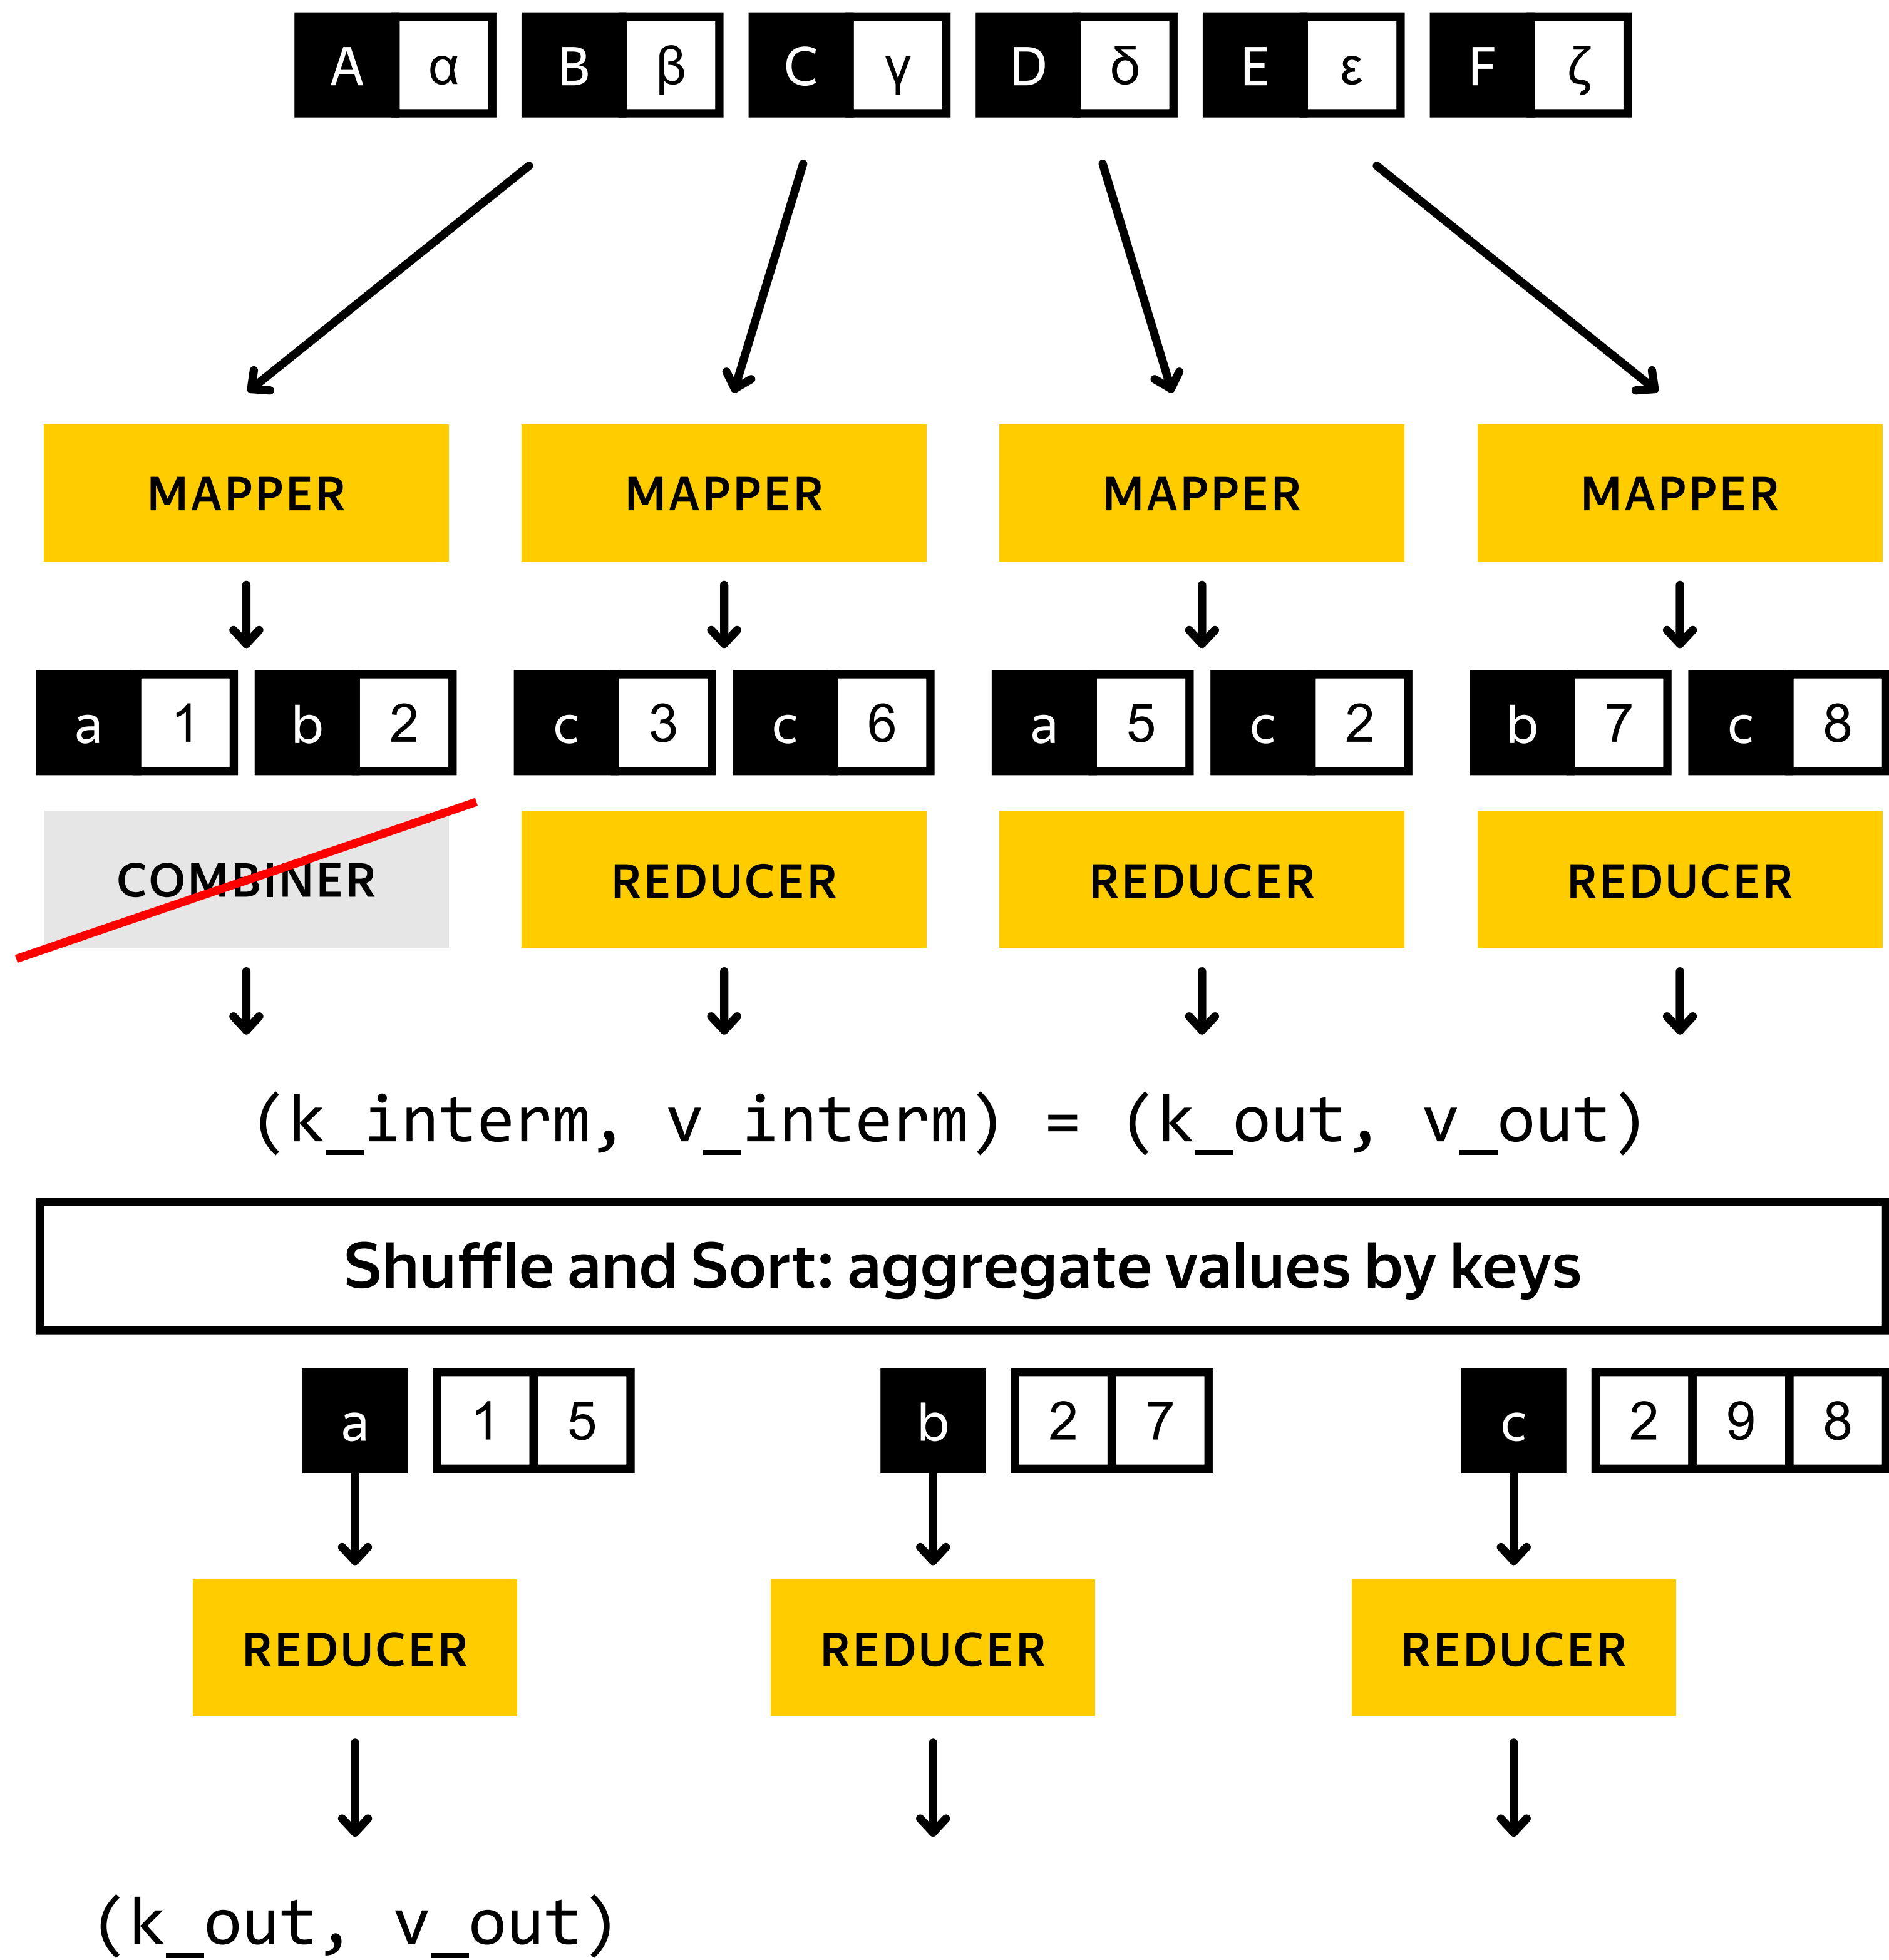 A α B β C γ D δ E ε F ζ
MAPPER MAPPER MAPPER MAPPER
a 1 b 2 c 3 c 6 a 5 c 2 b 7 c 8
COMBINER REDUCER REDUCER REDUCER
(k_interm, v_interm) = (k_out, v_out)
Shuffle and Sort: aggregate values by keys
a 1 5 b 2 7 c 2 9 8
REDUCER REDUCER REDUCER
(k_out, v_out)